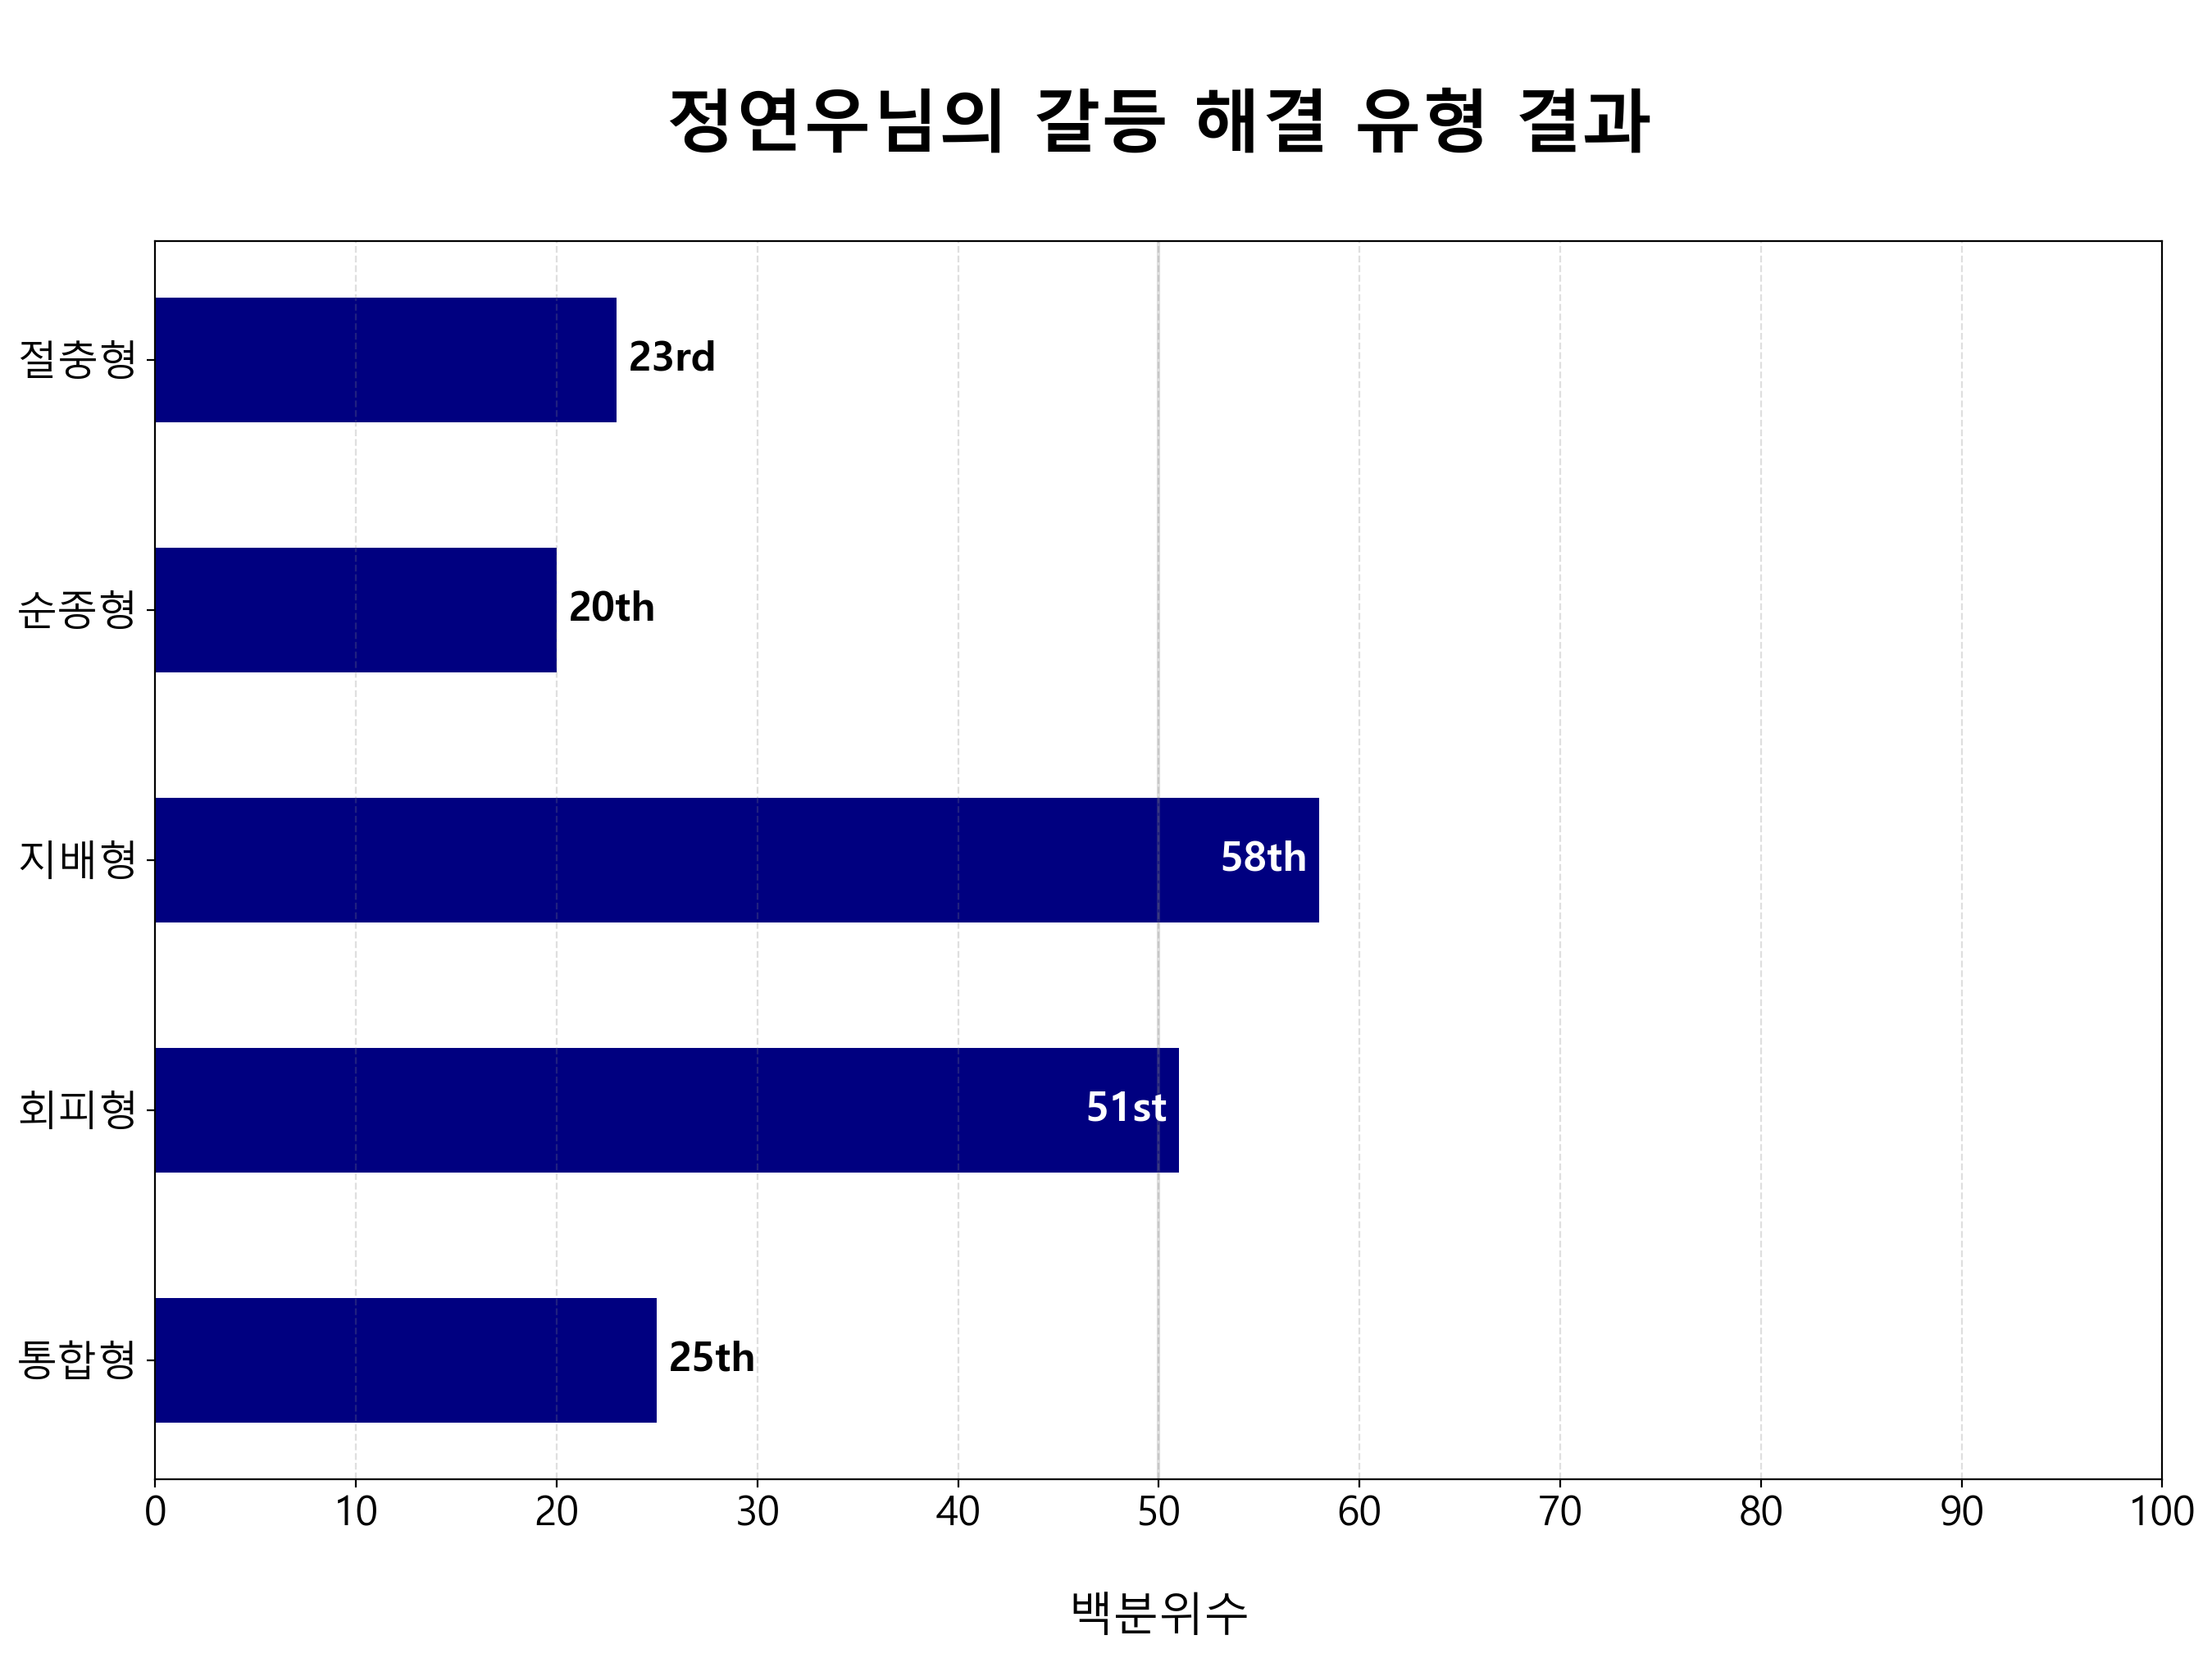 정연우님의 갈등 해결 유형 결과
절충형 23rd
순종형 20th
지배형 58th
회피형 51st
통합형 25th
0 10 20 30 40 50 60 70 80 90 100
백분위수